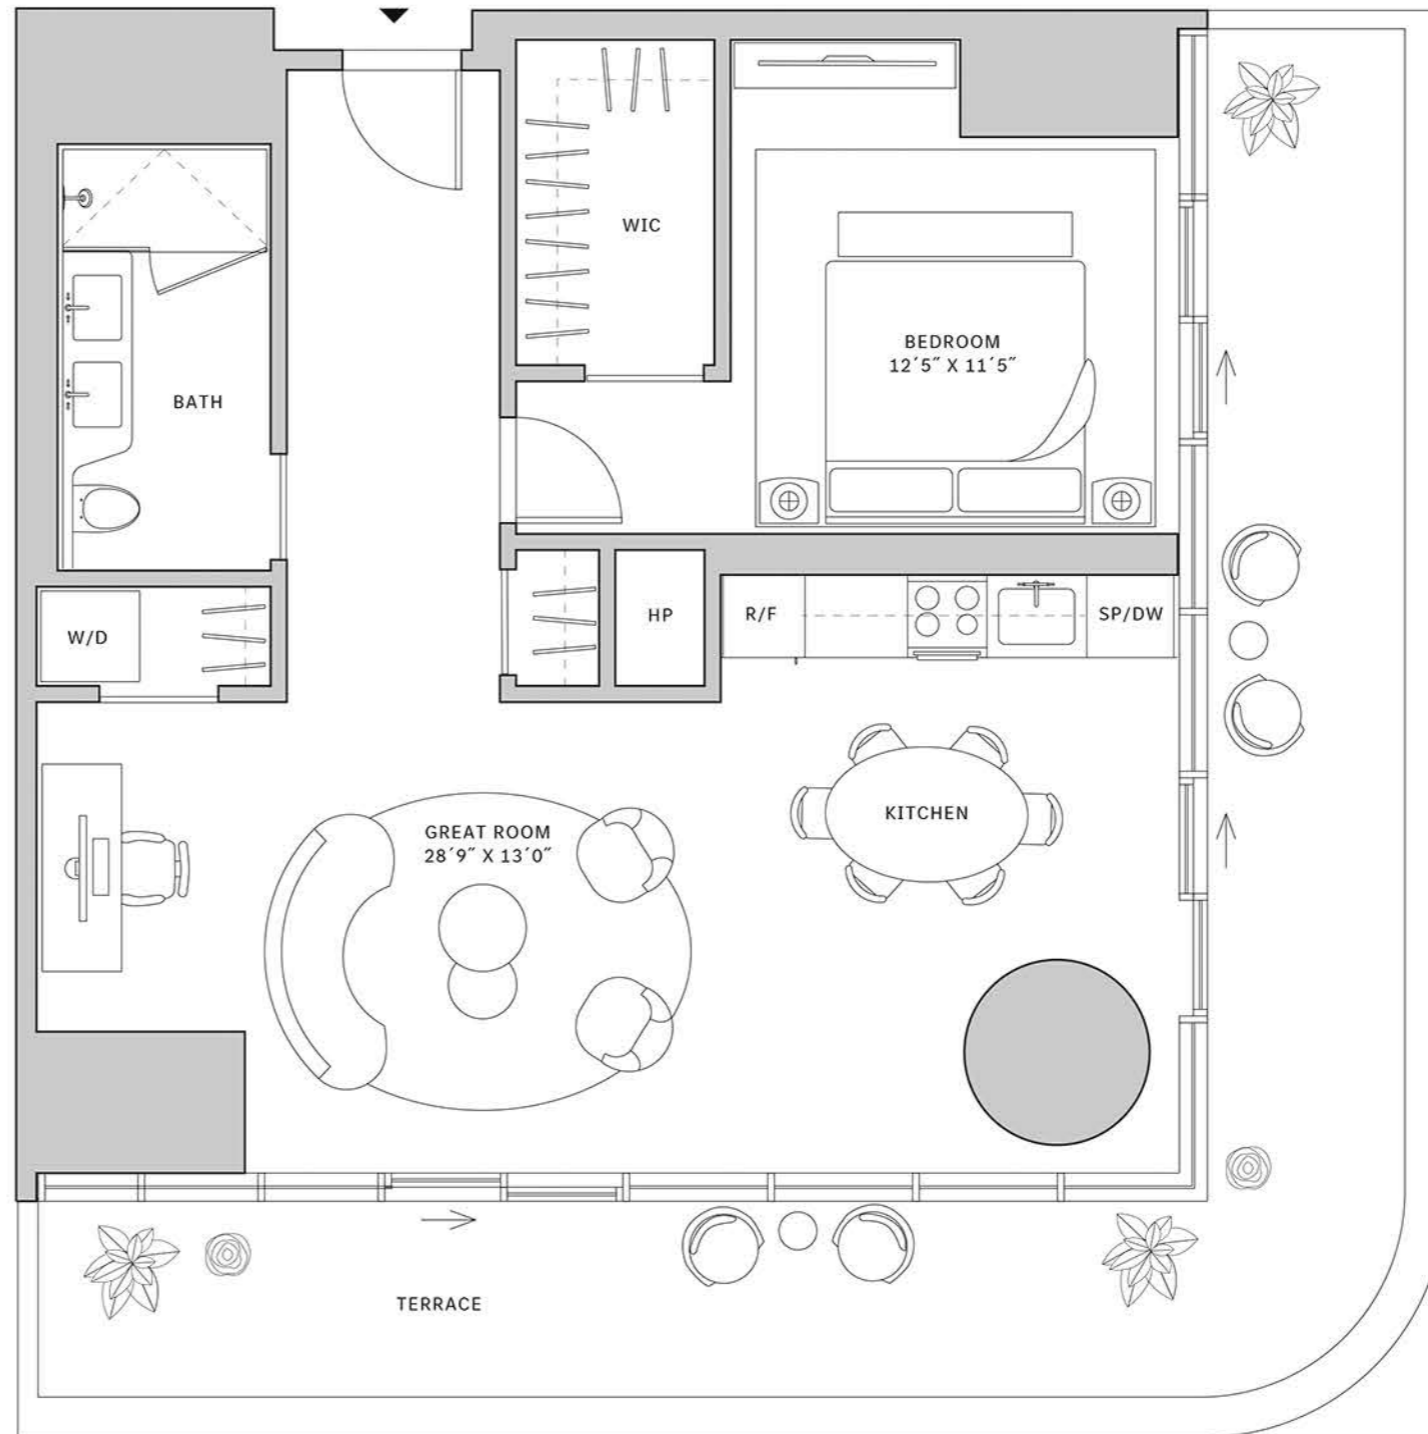 WIC
BEDROOM
12´5˝ X 11´5˝
BATH
W/D
HP
R/F
SP/DW
GREAT ROOM
28´9˝ X 13´0˝
KITCHEN
TERRACE